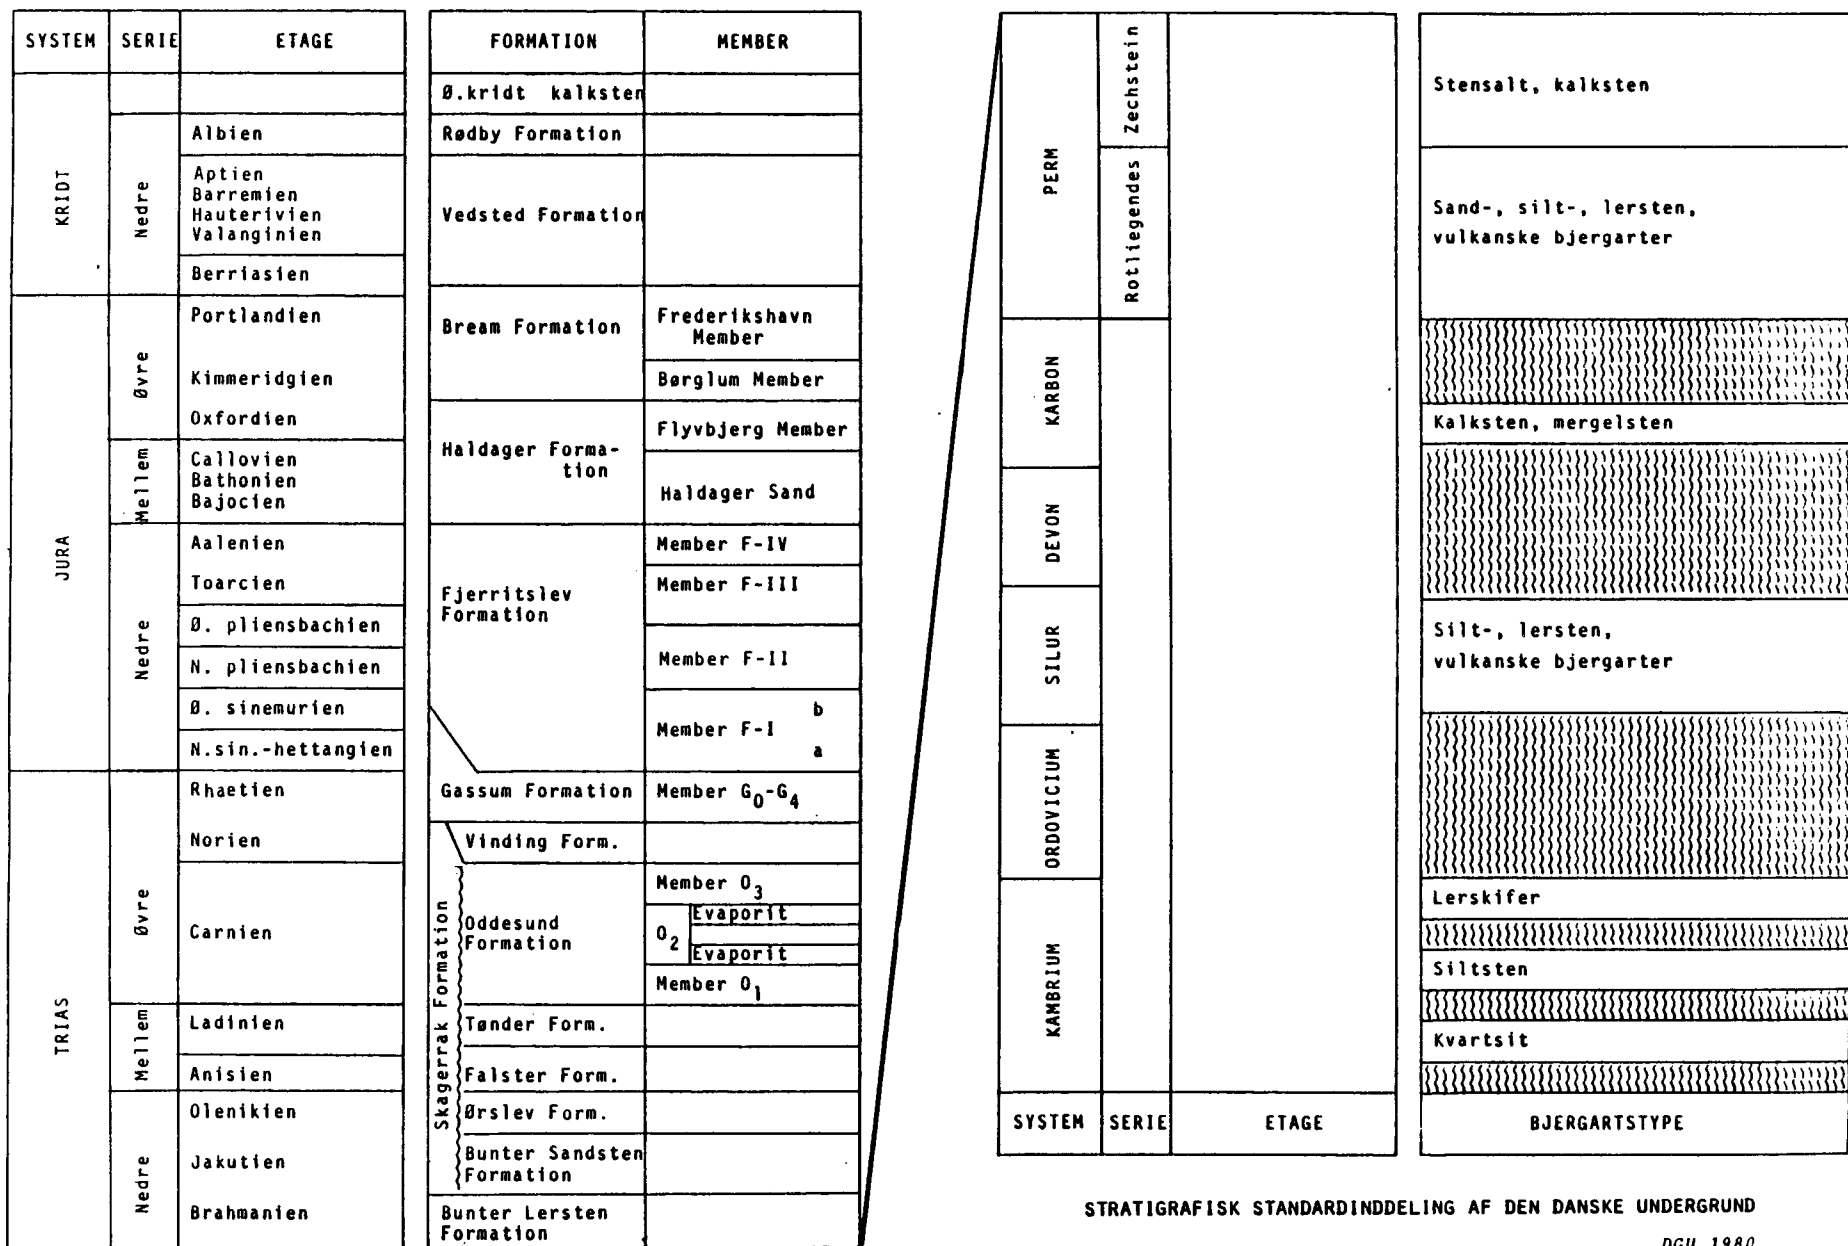 SYSTEM SERIE ETAGE
KRIDT
Nedre
Albien
Aptien
Barremien
Hauterivien
Valanginien
Berriasien
JURA
Øvre
Portlandien
Kimmeridgien
Oxfordien
Mellem
Callovien
Bathonien
Bajocien
Nedre
Aalenien
Toarcien
Ø. pliensbachien
N. pliensbachien
Ø. sinemurien
N.sin.-hettangien
TRIAS
Øvre
Rhaetien
Norien
Carnien
Mellem
Ladinien
Anisien
Nedre
Olenikien
Jakutien
Brahmanien
FORMATION MEMBER
Ø.kridt kalksten
Rødby Formation
Vedsted Formation
Bream Formation
Frederikshavn
Member
Børglum Member
Haldager Forma-
tion
Flyvbjerg Member
Haldager Sand
Fjerritslev
Formation
Member F-IV
Member F-III
Member F-II
Member F-I
b
a
Gassum Formation Member G0-G4
Skagerrak Formation
Vinding Form.
Oddesund
Formation
Member O3
O2
Evaporit
Evaporit
Member O1
Tønder Form.
Falster Form.
Ørslev Form.
Bunter Sandsten
Formation
Bunter Lersten
Formation
PERM
Zechstein
Stensalt, kalksten
Rotliegendes
Sand-, silt-, lersten,
vulkanske bjergarter
KARBON
Kalksten, mergelsten
DEVON
SILUR
Silt-, lersten,
vulkanske bjergarter
ORDOVICIUM
KAMBRIUM
Lerskifer
Siltsten
Kvartsit
SYSTEM SERIE ETAGE BJERGARTSTYPE
STRATIGRAFISK STANDARDINDDELING AF DEN DANSKE UNDERGRUND
DGU 1980